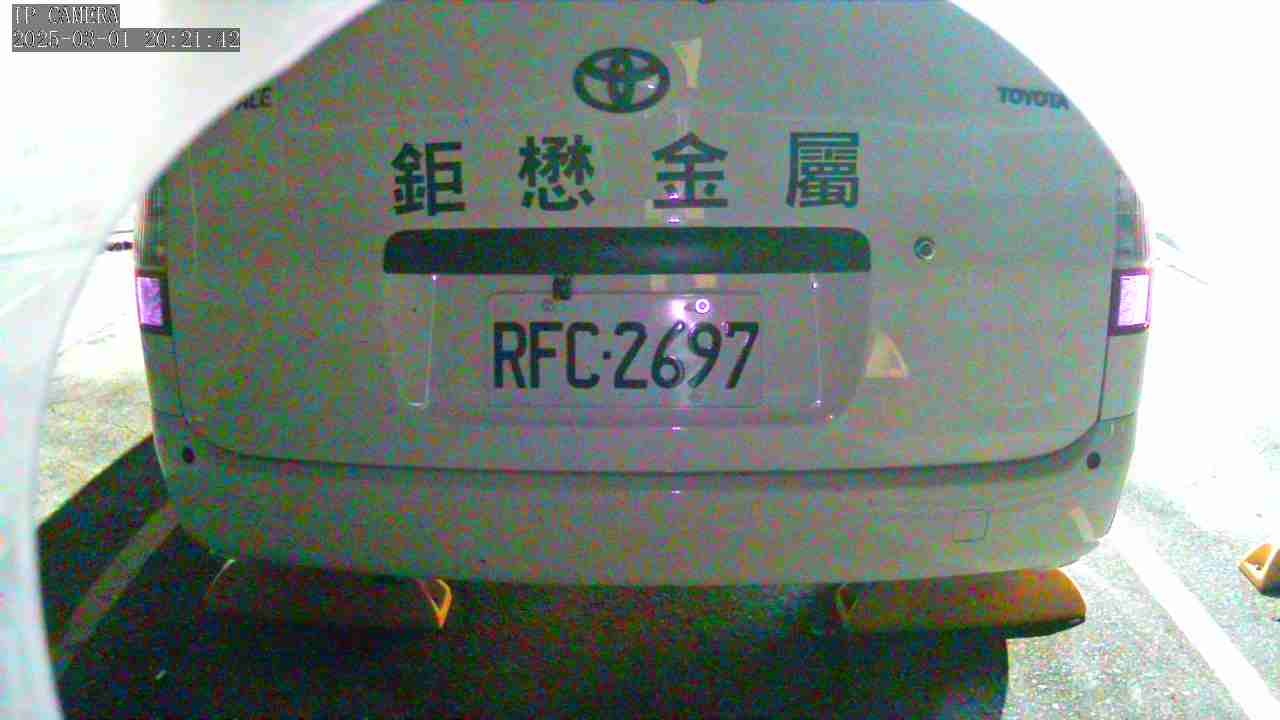 IP CAMERA
2025-03-01 20:21:42
TOYOTA
鉅懋金屬
RFC·2697